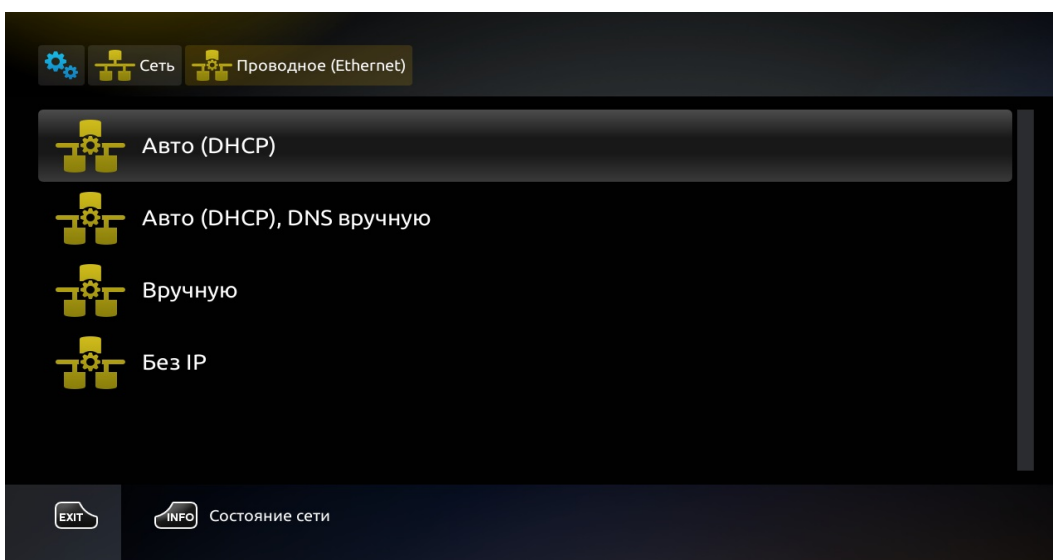 Сеть Проводное (Ethernet)
Авто (DHCP)
Авто (DHCP), DNS вручную
Вручную
Без IP
EXIT INFO Состояние сети